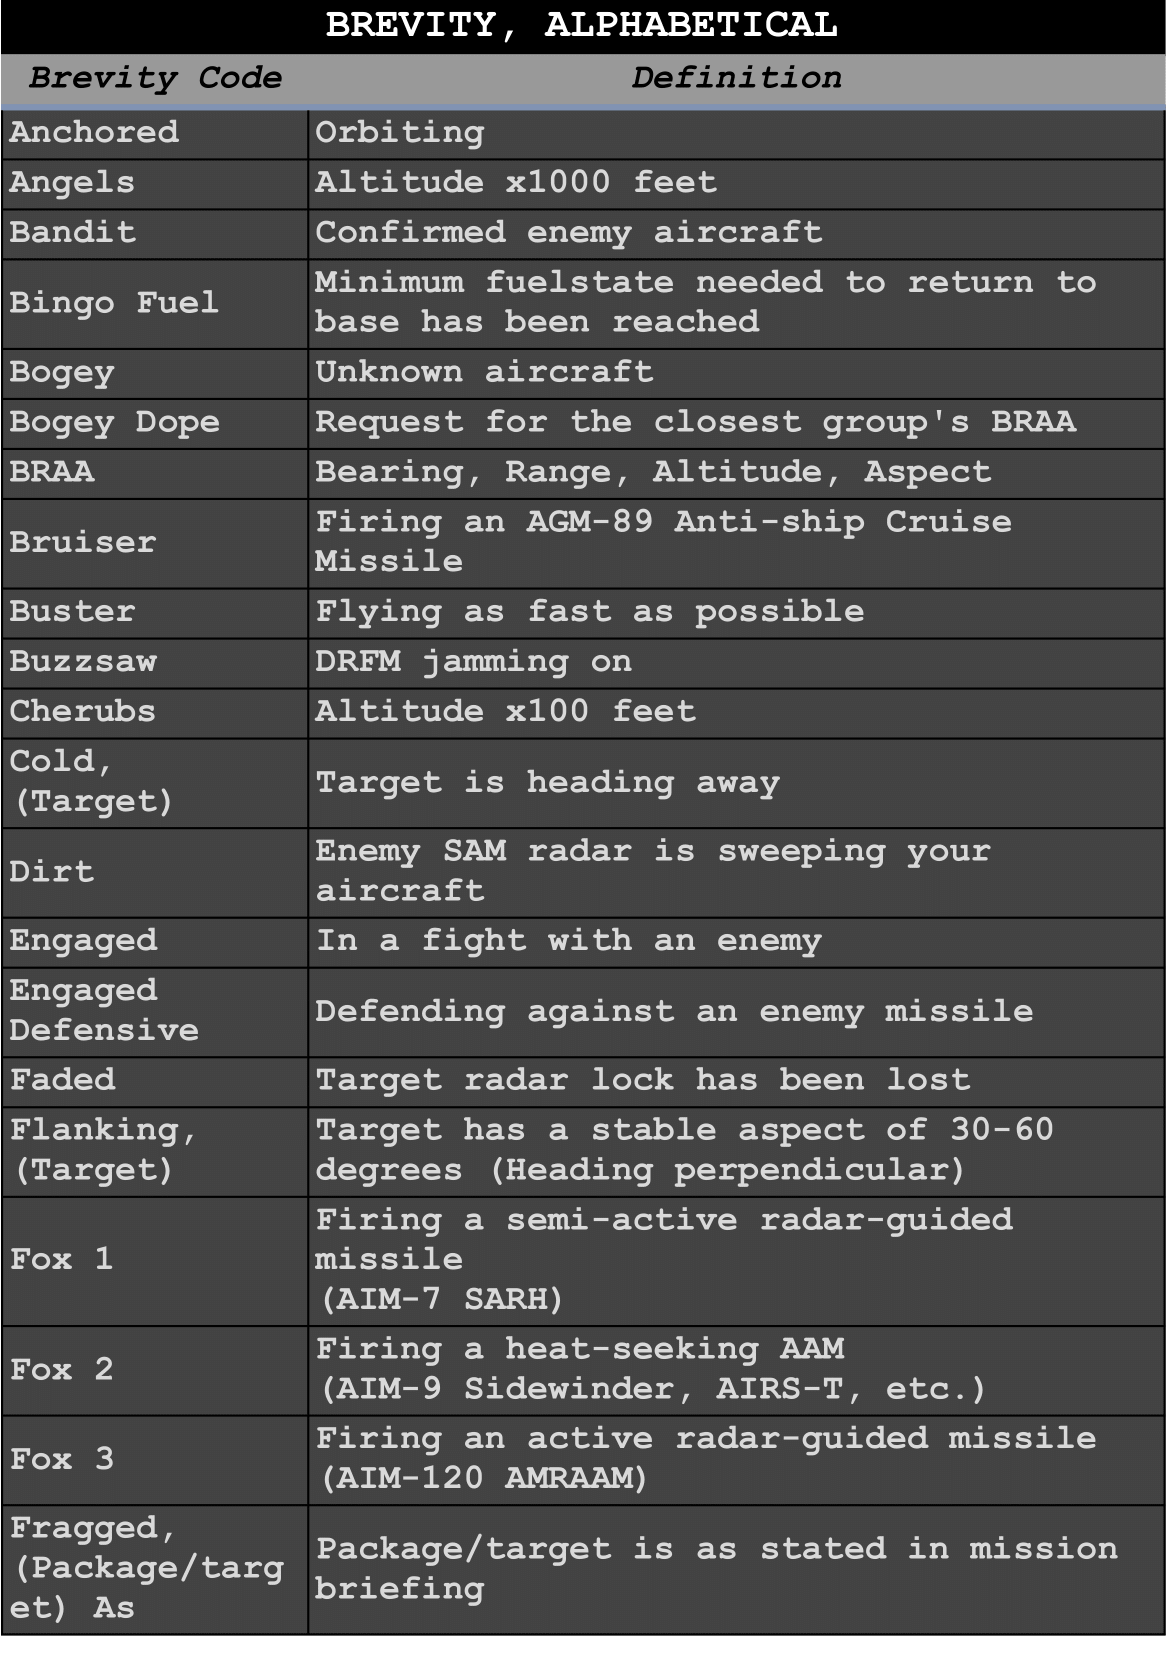 BREVITY, ALPHABETICAL
Brevity Code Definition
Anchored Orbiting
Angels Altitude x1000 feet
Bandit Confirmed enemy aircraft
Bingo Fuel Minimum fuelstate needed to return to
base has been reached
Bogey Unknown aircraft
Bogey Dope Request for the closest group's BRAA
BRAA Bearing, Range, Altitude, Aspect
Bruiser Firing an AGM-89 Anti-ship Cruise
Missile
Buster Flying as fast as possible
Buzzsaw DRFM jamming on
Cherubs Altitude x100 feet
Cold,
(Target) Target is heading away
Dirt Enemy SAM radar is sweeping your
aircraft
Engaged In a fight with an enemy
Engaged
Defensive Defending against an enemy missile
Faded Target radar lock has been lost
Flanking, Target has a stable aspect of 30-60
(Target) degrees (Heading perpendicular)
Fox 1 Firing a semi-active radar-guided
missile
(AIM-7 SARH)
Fox 2 Firing a heat-seeking AAM
(AIM-9 Sidewinder, AIRS-T, etc.)
Fox 3 Firing an active radar-guided missile
(AIM-120 AMRAAM)
Fragged,
(Package/targ
et) As Package/target is as stated in mission
briefing